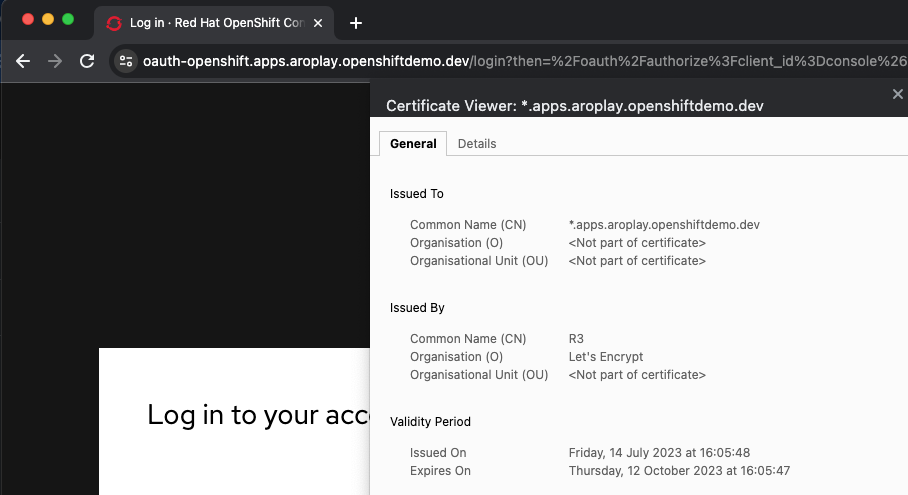 Log in · Red Hat OpenShift Con
oauth-openshift.apps.aroplay.openshiftdemo.dev/login?then=%2Foauth%2Fauthorize%3Fclient_id%3Dconsole%26
Certificate Viewer: *.apps.aroplay.openshiftdemo.dev
General Details
Issued To
Common Name (CN) *.apps.aroplay.openshiftdemo.dev
Organisation (O) <Not part of certificate>
Organisational Unit (OU) <Not part of certificate>
Issued By
Common Name (CN) R3
Organisation (O) Let's Encrypt
Organisational Unit (OU) <Not part of certificate>
Log in to your acc
Validity Period
Issued On Friday, 14 July 2023 at 16:05:48
Expires On Thursday, 12 October 2023 at 16:05:47